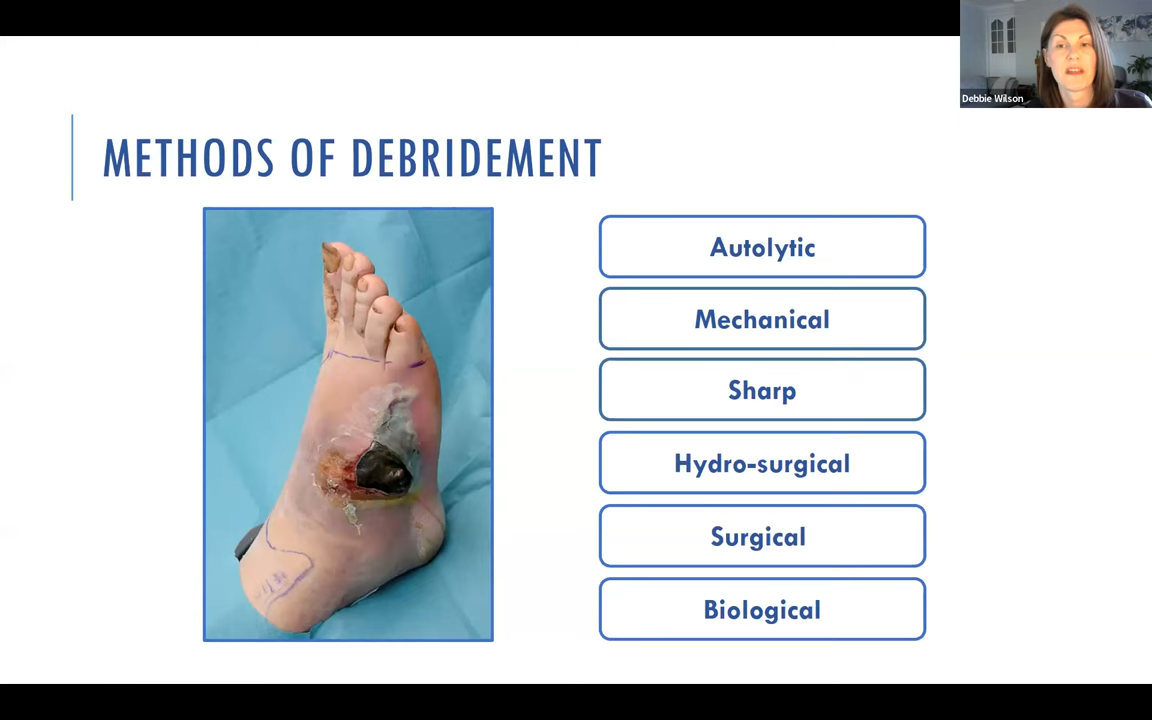 METHODS OF DEBRIDEMENT
Autolytic
Mechanical
Sharp
Hydro-surgical
Surgical
Biological
Debbie Wilson